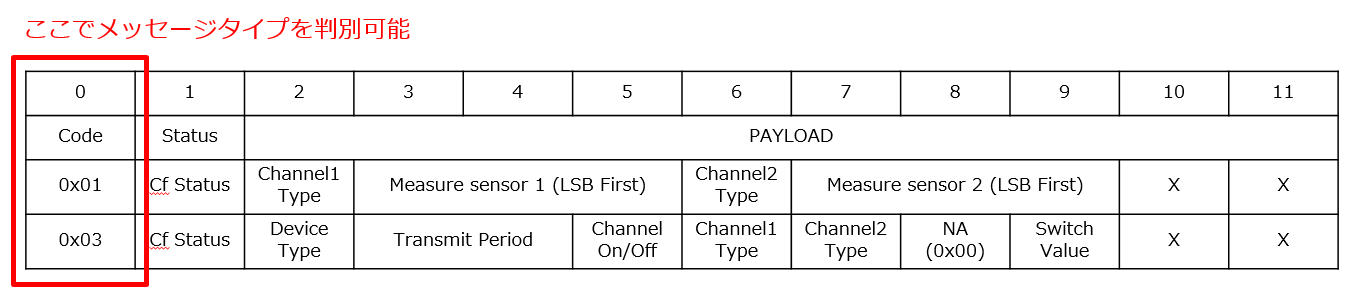 ここでメッセージタイプを判別可能
0 1 2 3 4 5 6 7 8 9 10 11
Code Status PAYLOAD
0x01 Cf Status Channel1 Type Measure sensor 1 (LSB First) Channel2 Type Measure sensor 2 (LSB First) X X
0x03 Cf Status Device Type Transmit Period Channel On/Off Channel1 Type Channel2 Type NA (0x00) Switch Value X X